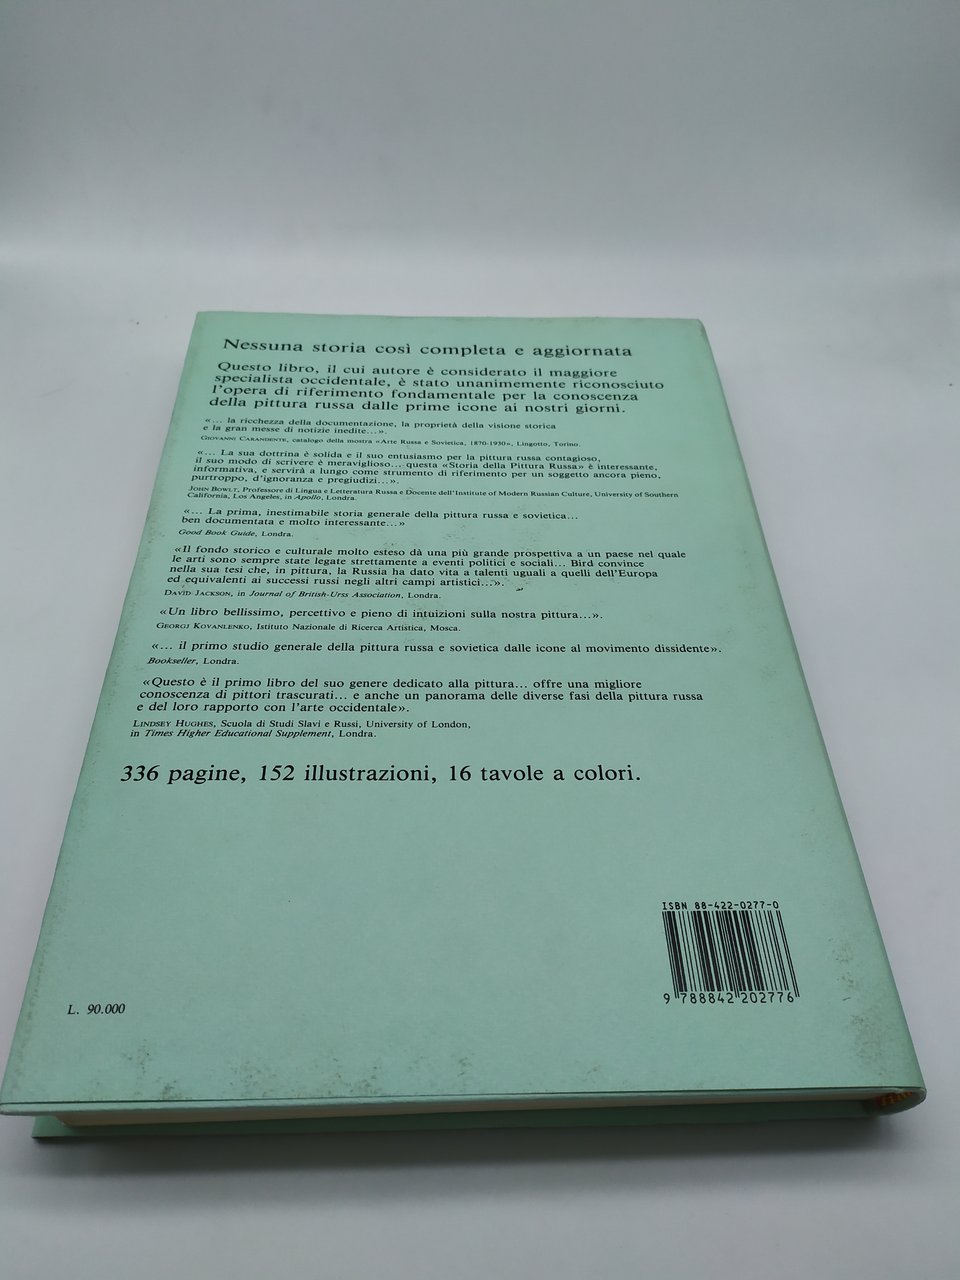 Nessuna storia così completa e aggiornata
Questo libro, il cui autore è considerato il maggiore
specialista occidentale, è stato unanimemente riconosciuto
l'opera di riferimento fondamentale per la conoscenza
della pittura russa dalle prime icone ai nostri giorni.
«... la ricchezza della documentazione, la proprietà della visione storica
e la gran messe di notizie inedite...».
GIOVANNI CARANDENTE, catalogo della mostra «Arte Russa e Sovietica, 1870-1930», Lingotto, Torino.
«... La sua dottrina è solida e il suo entusiasmo per la pittura russa contagioso,
il suo modo di scrivere è meraviglioso... questa «Storia della Pittura Russa» è interessante,
informativa, e servirà a lungo come strumento di riferimento per un soggetto ancora pieno,
purtroppo, d'ignoranza e pregiudizi...».
JOHN BOWLT, Professore di Lingua e Letteratura Russa e Docente dell'Institute of Modern Russian Culture, University of Southern
California, Los Angeles, in Apollo, Londra.
«... La prima, inestimabile storia generale della pittura russa e sovietica...
ben documentata e molto interessante...»
Good Book Guide, Londra.
«Il fondo storico e culturale molto esteso dà una più grande prospettiva a un paese nel quale
le arti sono sempre state legate strettamente a eventi politici e sociali... Bird convince
nella sua tesi che, in pittura, la Russia ha dato vita a talenti uguali a quelli dell'Europa
ed equivalenti ai successi russi negli altri campi artistici...».
DAVID JACKSON, in Journal of British-Urss Association, Londra.
«Un libro bellissimo, percettivo e pieno di intuizioni sulla nostra pittura...».
GEORGI KOVANLENKO, Istituto Nazionale di Ricerca Artistica, Mosca.
«... il primo studio generale della pittura russa e sovietica dalle icone al movimento dissidente».
Bookseller, Londra.
«Questo è il primo libro del suo genere dedicato alla pittura... offre una migliore
conoscenza di pittori trascurati... e anche un panorama delle diverse fasi della pittura russa
e del loro rapporto con l'arte occidentale».
LINDSEY HUGHES, Scuola di Studi Slavi e Russi, University of London,
in Times Higher Educational Supplement, Londra.
336 pagine, 152 illustrazioni, 16 tavole a colori.
ISBN 88-422-0277-0
9 788842 202776
L. 90.000